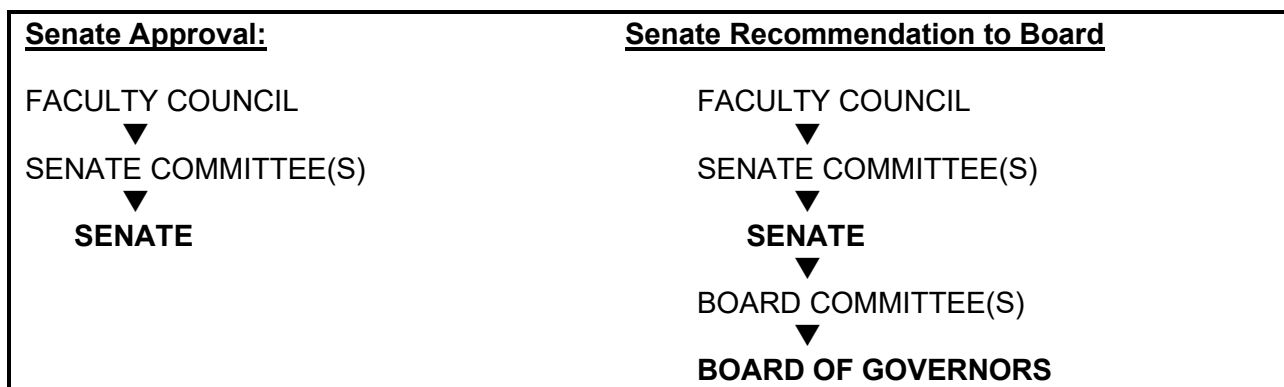 Senate Approval:
FACULTY COUNCIL
▼
SENATE COMMITTEE(S)
▼
SENATE
Senate Recommendation to Board
FACULTY COUNCIL
▼
SENATE COMMITTEE(S)
▼
SENATE
▼
BOARD COMMITTEE(S)
▼
BOARD OF GOVERNORS